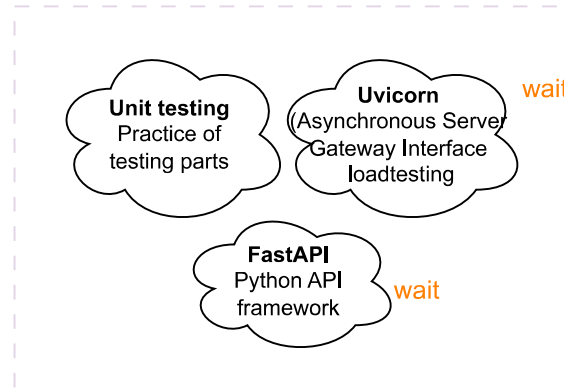 Unit testing
Practice of
testing parts
Uvicorn
(Asynchronous Server
Gateway Interface
loadtesting
wait
FastAPI
Python API
framework
wait